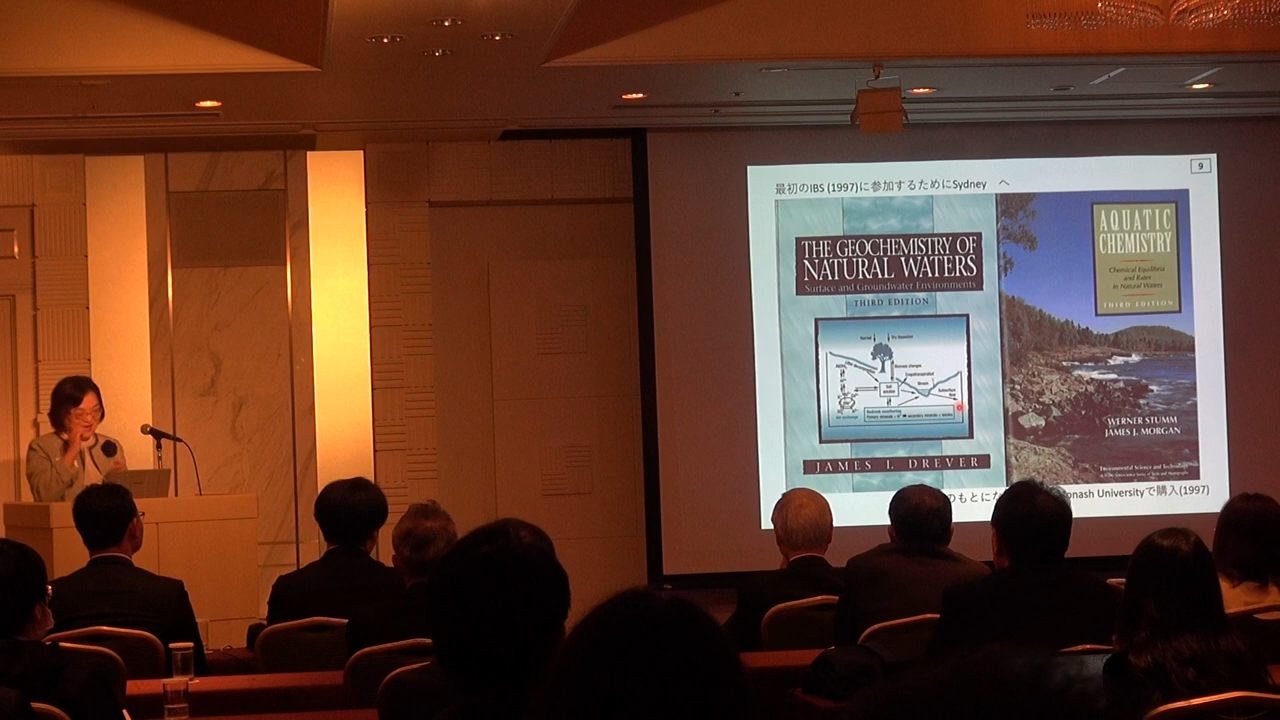 9
最初のIBS (1997)に参加するためにSydney へ
THE GEOCHEMISTRY OF
NATURAL WATERS
Surface and Groundwater Environments
THIRD EDITION
JAMES I. DREVER
AQUATIC
CHEMISTRY
Chemical Equilibria
and Rates
in Natural Waters
THIRD EDITION
WERNER STUMM
JAMES J. MORGAN
Environmental Science and Technology
のもとにな
onash Universityで購入(1997)